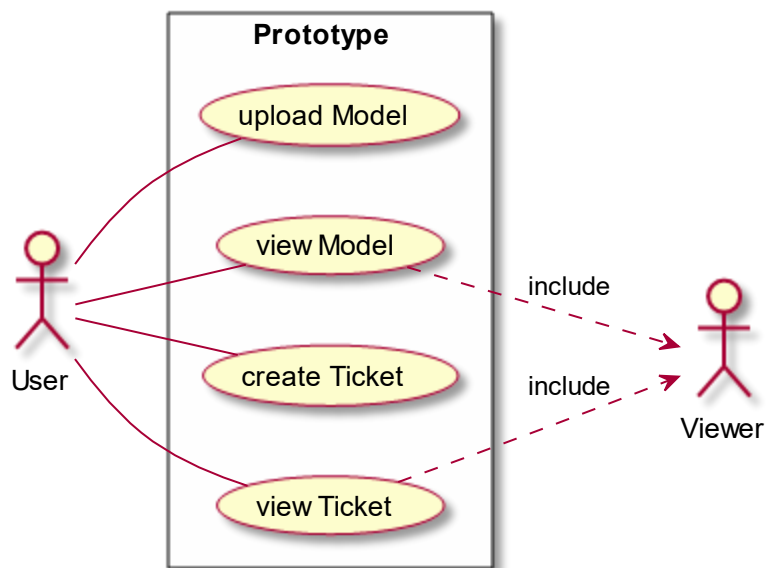 Prototype
upload Model
view Model
include
create Ticket
User
include
Viewer
view Ticket